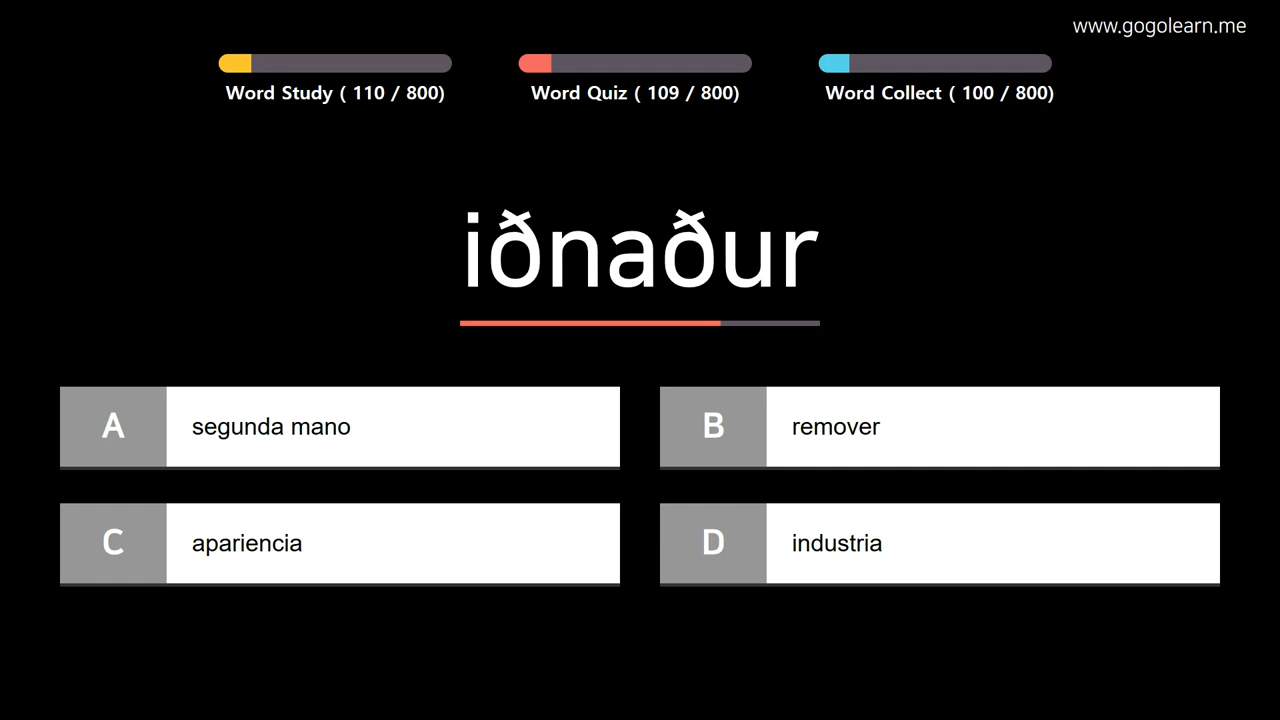 www.gogolearn.me
Word Study ( 110 / 800)
Word Quiz ( 109 / 800)
Word Collect ( 100 / 800)
iðnaður
A segunda mano
B remover
C apariencia
D industria